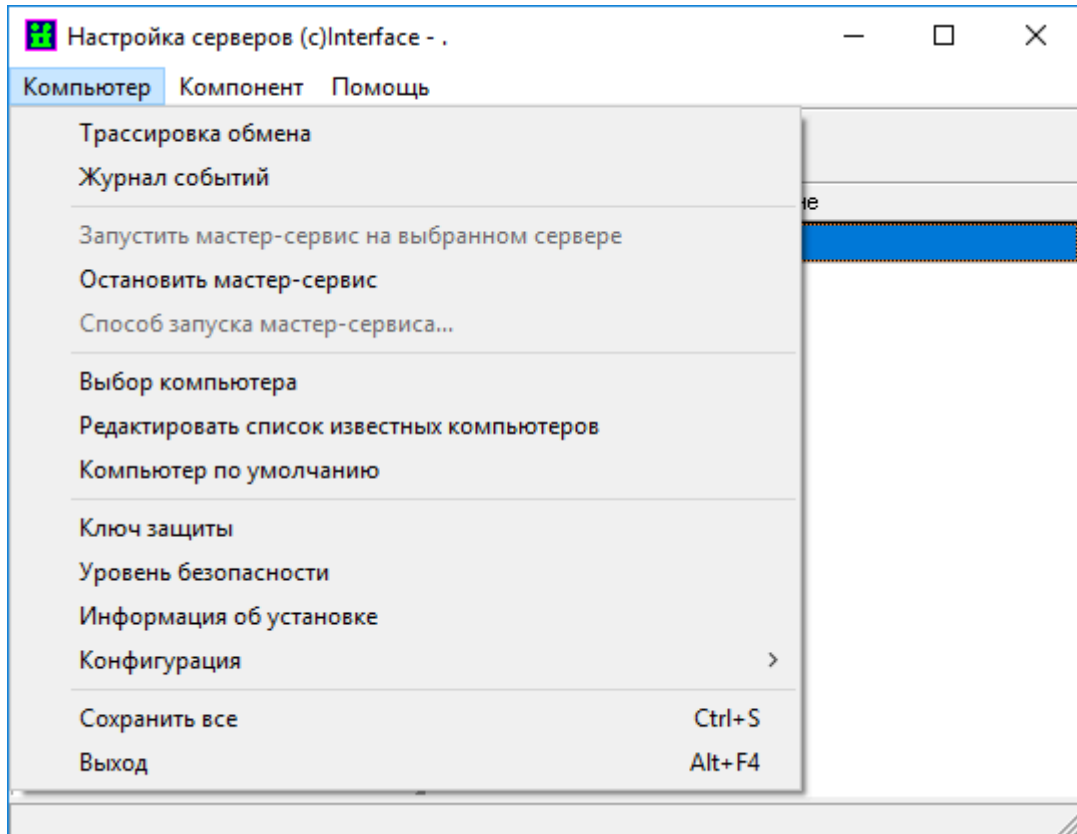 Настройка серверов (c)Interface - .
Компьютер Компонент Помощь
Трассировка обмена
Журнал событий
Запустить мастер-сервис на выбранном сервере
Остановить мастер-сервис
Способ запуска мастер-сервиса...
Выбор компьютера
Редактировать список известных компьютеров
Компьютер по умолчанию
Ключ защиты
Уровень безопасности
Информация об установке
Конфигурация
Сохранить все Ctrl+S
Выход Alt+F4